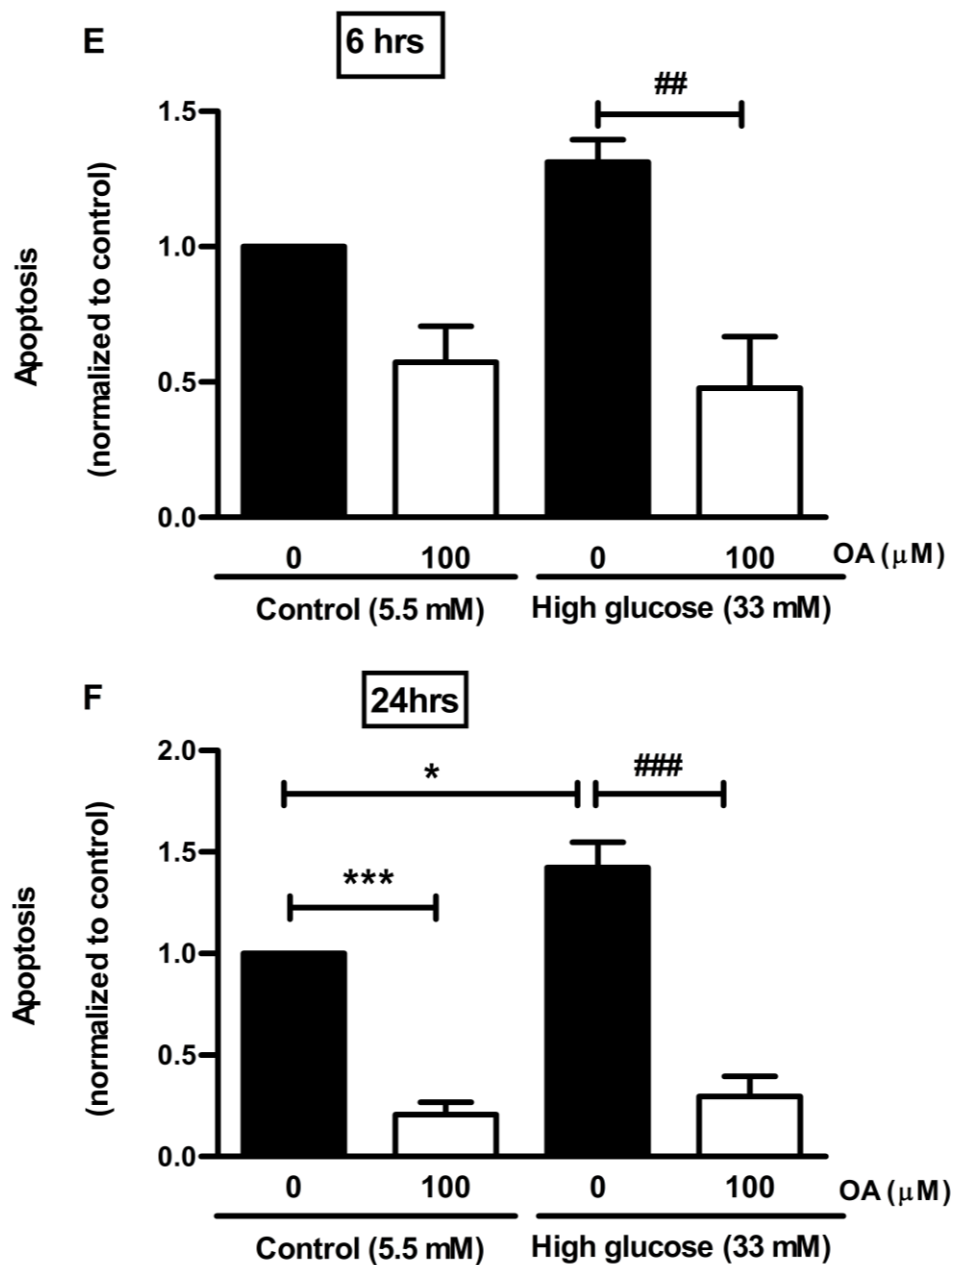 E
6 hrs
##
1.5
1.0
0.5
0.0
Apoptosis
(normalized to control)
0 100 0 100 OA (μM)
Control (5.5 mM) High glucose (33 mM)
F
24hrs
* ###
***
2.0
1.5
1.0
0.5
0.0
Apoptosis
(normalized to control)
0 100 0 100 OA (μM)
Control (5.5 mM) High glucose (33 mM)